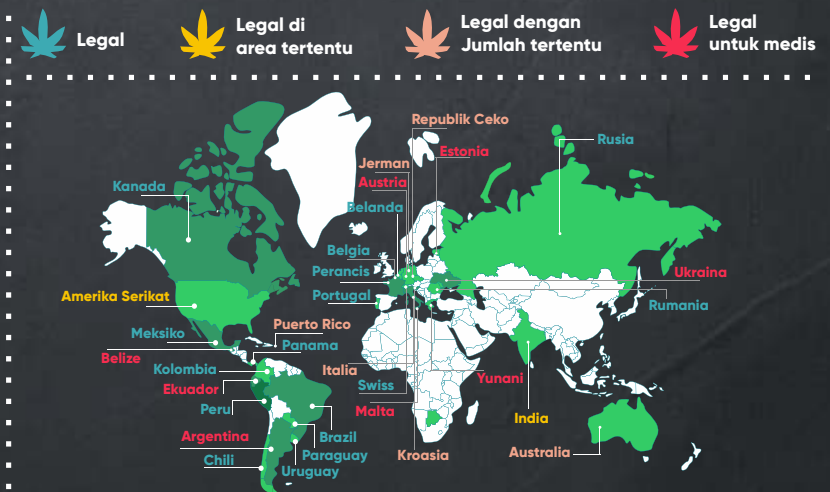 Legal
Legal di
area tertentu
Legal dengan
Jumlah tertentu
Legal
untuk medis
Republik Ceko
Rusia
Estonia
Jerman
Austria
Kanada
Belanda
Belgia
Perancis
Ukraina
Amerika Serikat
Portugal
Rumania
Puerto Rico
Meksiko
Panama
Belize
Kolombia
Italia
Yunani
Swiss
Ekuador
Peru
Malta
India
Argentina
Brazil
Paraguay
Kroasia
Australia
Chili
Uruguay